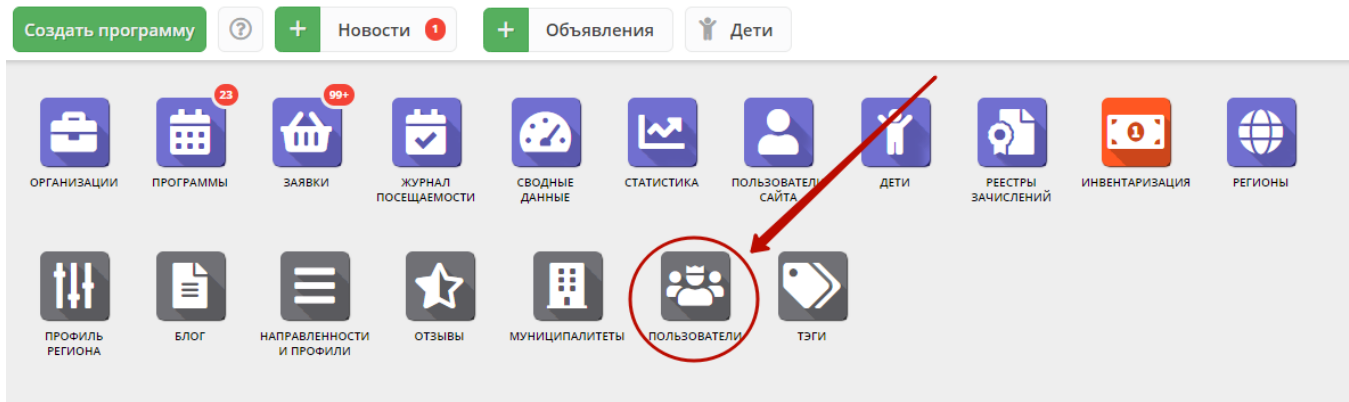 Создать программу ? + Новости 1 + Объявления Дети
23 99+
1
ОРГАНИЗАЦИИ ПРОГРАММЫ ЗАЯВКИ ЖУРНАЛ ПОСЕЩАЕМОСТИ СВОДНЫЕ ДАННЫЕ СТАТИСТИКА ПОЛЬЗОВАТЕЛИ САЙТА ДЕТИ РЕЕСТРЫ ЗАЧИСЛЕНИЙ ИНВЕНТАРИЗАЦИЯ РЕГИОНЫ
ПРОФИЛЬ РЕГИОНА БЛОГ НАПРАВЛЕННОСТИ И ПРОФИЛИ ОТЗЫВЫ МУНИЦИПАЛИТЕТЫ ПОЛЬЗОВАТЕЛИ ТЭГИ